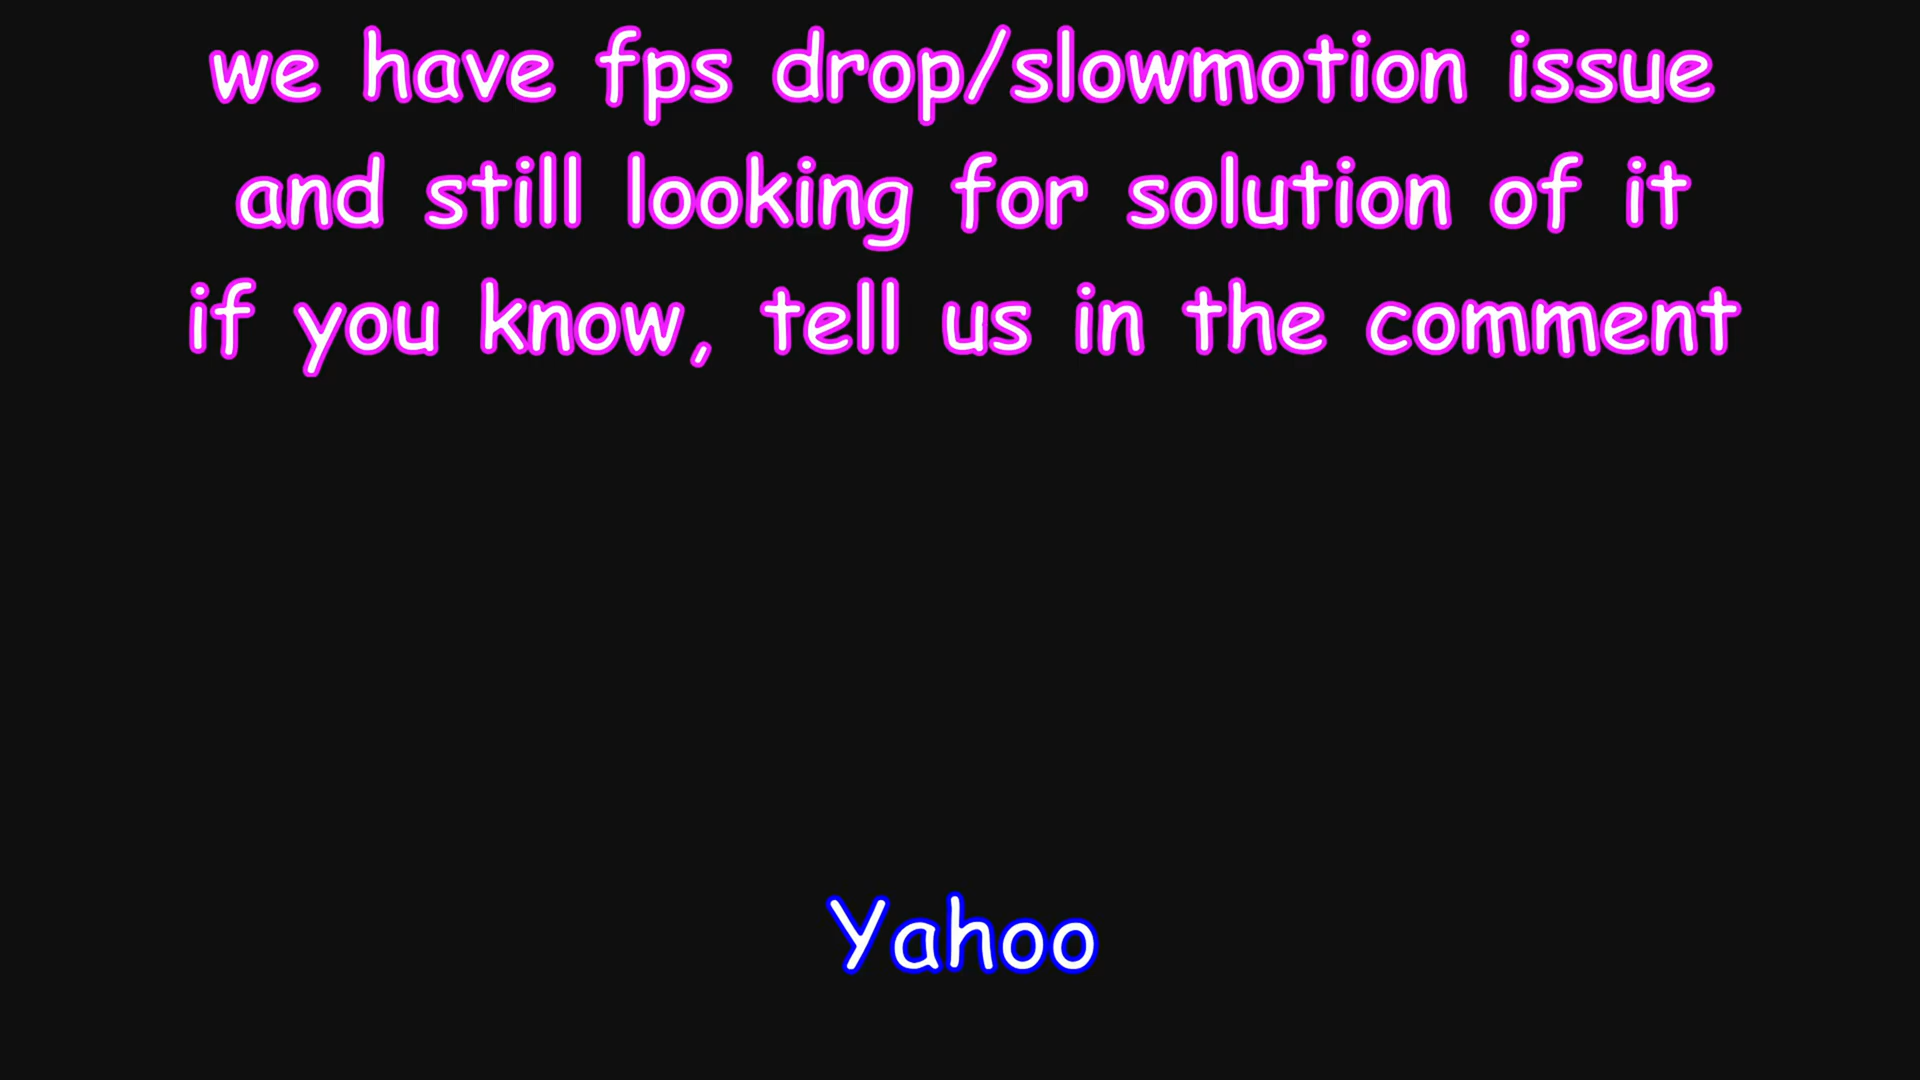 we have fps drop/slowmotion issue
and still looking for solution of it
if you know, tell us in the comment
Yahoo